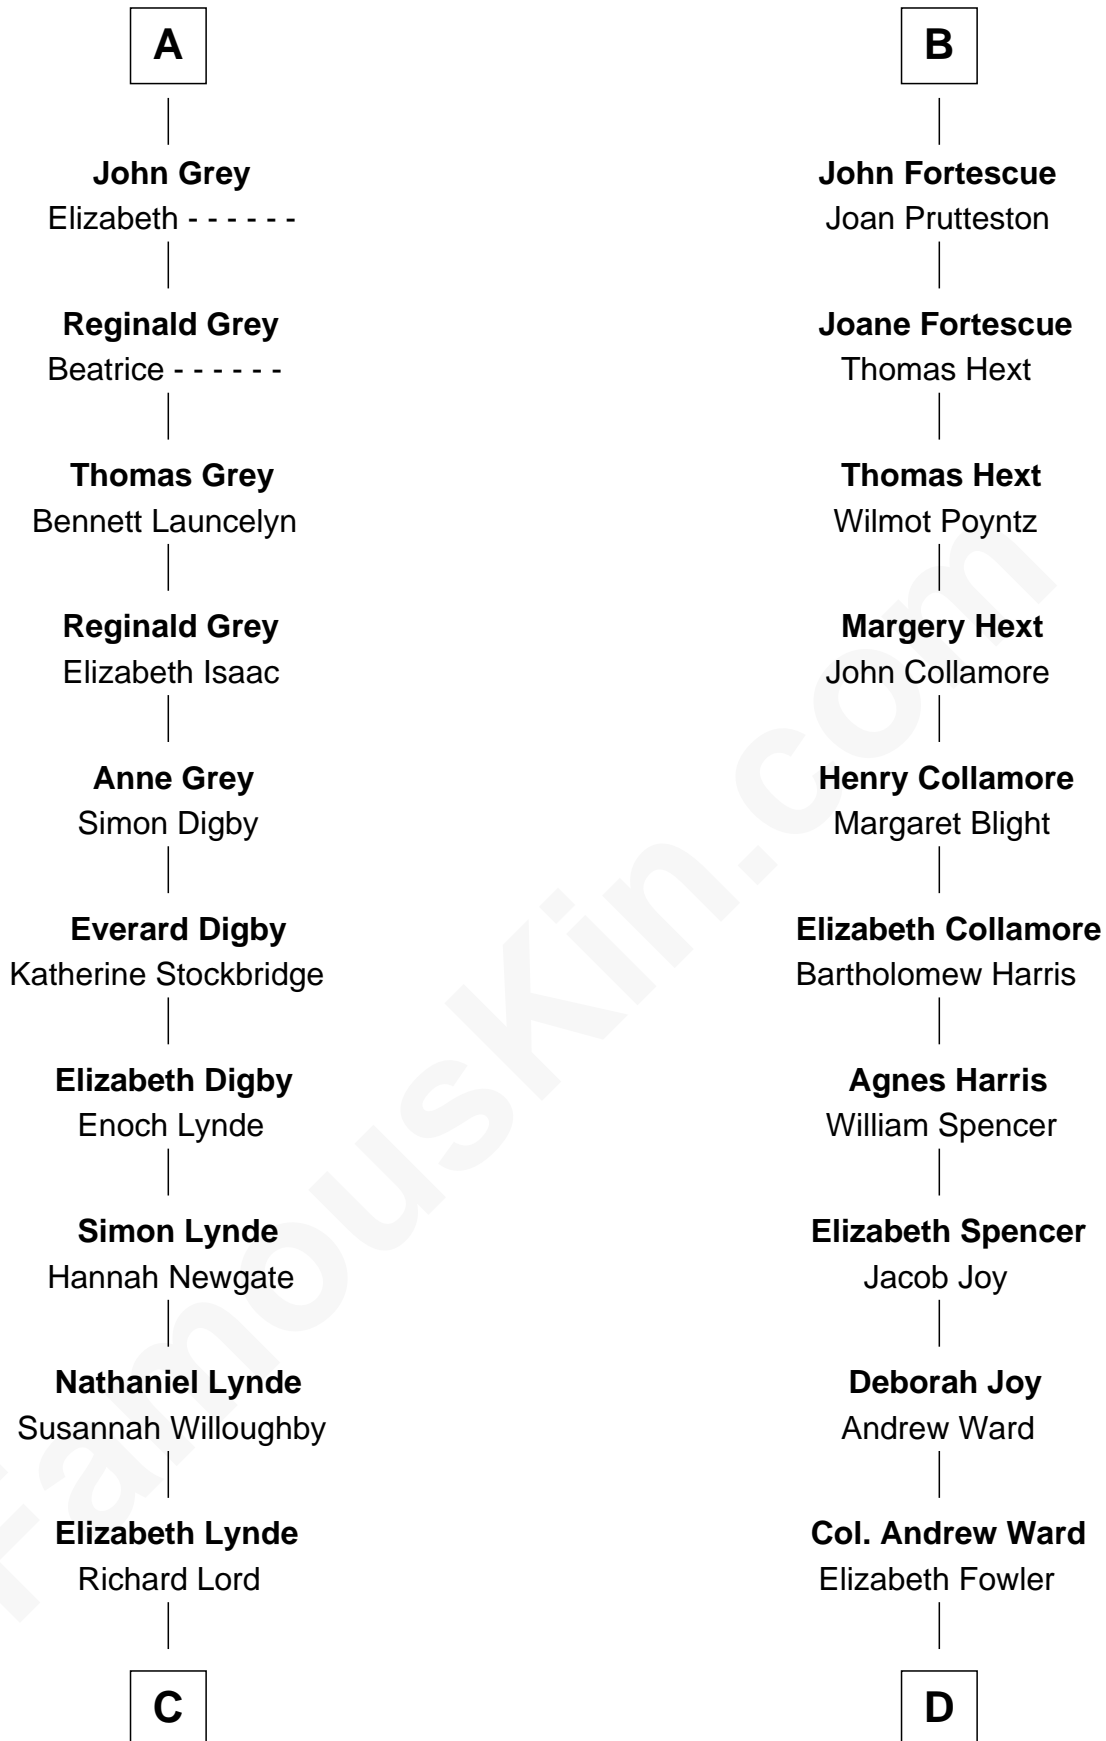 A
John Grey
Elizabeth - - - - - -
Reginald Grey
Beatrice - - - - - -
Thomas Grey
Bennett Launcelyn
Reginald Grey
Elizabeth Isaac
Anne Grey
Simon Digby
Everard Digby
Katherine Stockbridge
Elizabeth Digby
Enoch Lynde
Simon Lynde
Hannah Newgate
Nathaniel Lynde
Susannah Willoughby
Elizabeth Lynde
Richard Lord
C
B
John Fortescue
Joan Prutteston
Joane Fortescue
Thomas Hext
Thomas Hext
Wilmot Poyntz
Margery Hext
John Collamore
Henry Collamore
Margaret Blight
Elizabeth Collamore
Bartholomew Harris
Agnes Harris
William Spencer
Elizabeth Spencer
Jacob Joy
Deborah Joy
Andrew Ward
Col. Andrew Ward
Elizabeth Fowler
D
FamousKin.com